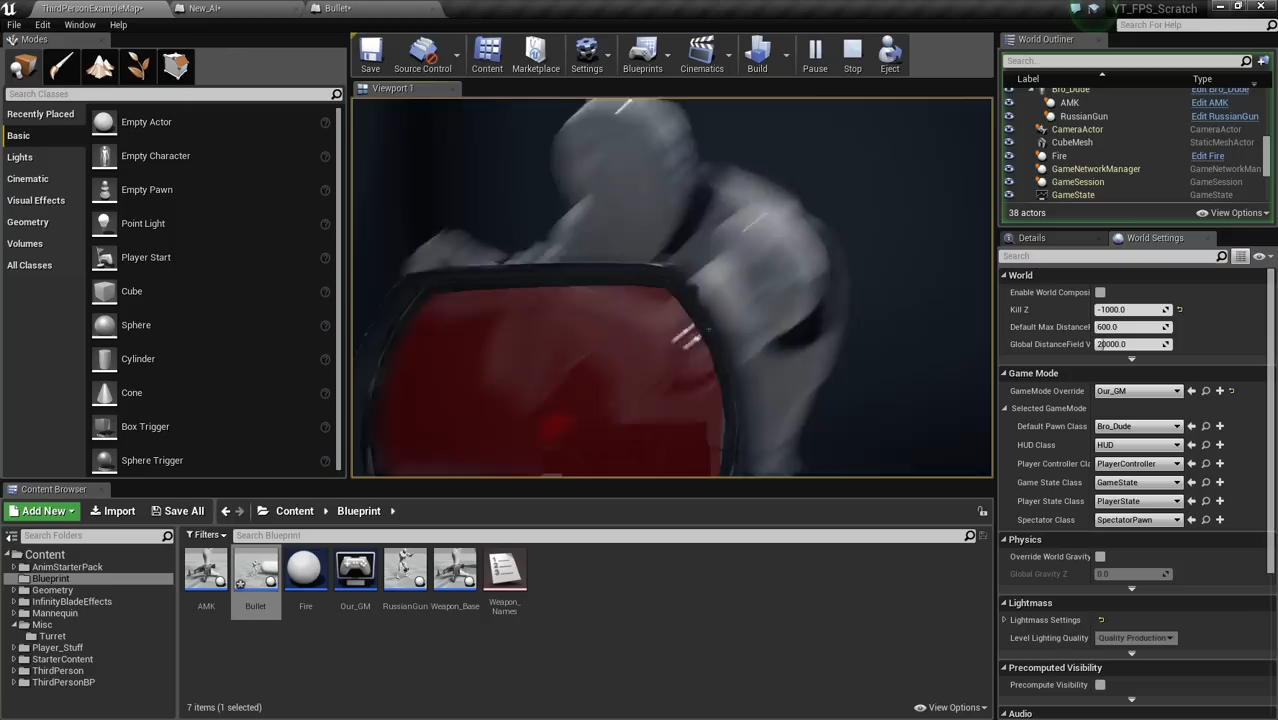 ThirdPersonExampleMap*
New_AI*
Bullet*
YT_FPS_Scratch
File
Edit
Window
Help
Search For Help
Modes
Search Classes
Recently Placed
Basic
Lights
Cinematic
Visual Effects
Geometry
Volumes
All Classes
Empty Actor
Empty Character
Empty Pawn
Point Light
Player Start
Cube
Sphere
Cylinder
Cone
Box Trigger
Sphere Trigger
Save
Source Control
Content
Marketplace
Settings
Blueprints
Cinematics
Build
Pause
Stop
Eject
Viewport 1
World Outliner
Search...
Label
Type
Bro_Dude
Edit Bro_Dude
AMK
Edit AMK
RussianGun
Edit RussianGun
CameraActor
CameraActor
CubeMesh
StaticMeshActor
Fire
Edit Fire
GameNetworkManager
GameNetworkMan
GameSession
GameSession
GameState
GameState
38 actors
View Options
Details
World Settings
Search
World
Enable World Composi
Kill Z
-1000.0
Default Max DistanceF
600.0
Global DistanceField V
20000.0
Game Mode
GameMode Override
Our_GM
Selected GameMode
Default Pawn Class
Bro_Dude
HUD Class
HUD
Player Controller Cla
PlayerController
Game State Class
GameState
Player State Class
PlayerState
Spectator Class
SpectatorPawn
Physics
Override World Gravity
Global Gravity Z
0.0
Lightmass
Lightmass Settings
Level Lighting Quality
Quality Production
Precomputed Visibility
Precompute Visibility
Audio
Content Browser
Add New
Import
Save All
Content
Blueprint
Search Folders
Filters
Search Blueprint
Content
AnimStarterPack
Blueprint
Geometry
InfinityBladeEffects
Mannequin
Misc
Turret
Player_Stuff
StarterContent
ThirdPerson
ThirdPersonBP
AMK
Bullet
Fire
Our_GM
RussianGun
Weapon_Base
Weapon_
Names
7 items (1 selected)
View Options